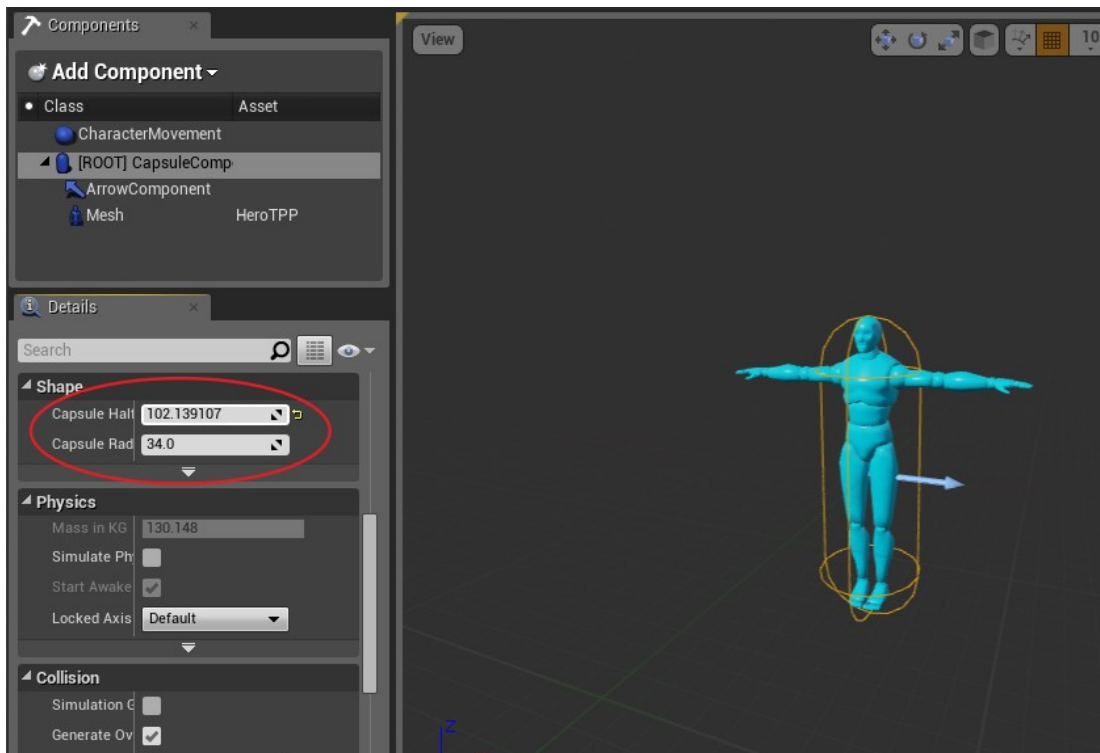 Components
View
10
Add Component
Class Asset
CharacterMovement
[ROOT] CapsuleComp
ArrowComponent
Mesh HeroTPP
Details
Search
Shape
Capsule Half 102.139107
Capsule Rad 34.0
Physics
Mass in KG 130.148
Simulate Phy
Start Awake
Locked Axis Default
Collision
Simulation G
Generate Ov
Z